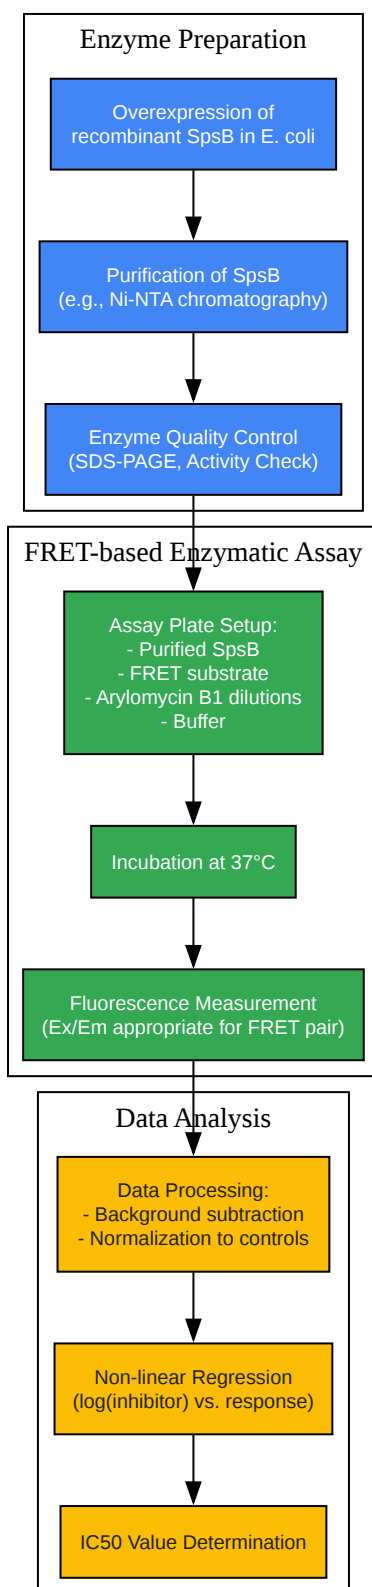 Enzyme Preparation
Overexpression of
recombinant SpsB in E. coli
Purification of SpsB
(e.g., Ni-NTA chromatography)
Enzyme Quality Control
(SDS-PAGE, Activity Check)
FRET-based Enzymatic Assay
Assay Plate Setup:
- Purified SpsB
- FRET substrate
- Arylomycin B1 dilutions
- Buffer
Incubation at 37°C
Fluorescence Measurement
(Ex/Em appropriate for FRET pair)
Data Analysis
Data Processing:
- Background subtraction
- Normalization to controls
Non-linear Regression
(log(inhibitor) vs. response)
IC50 Value Determination